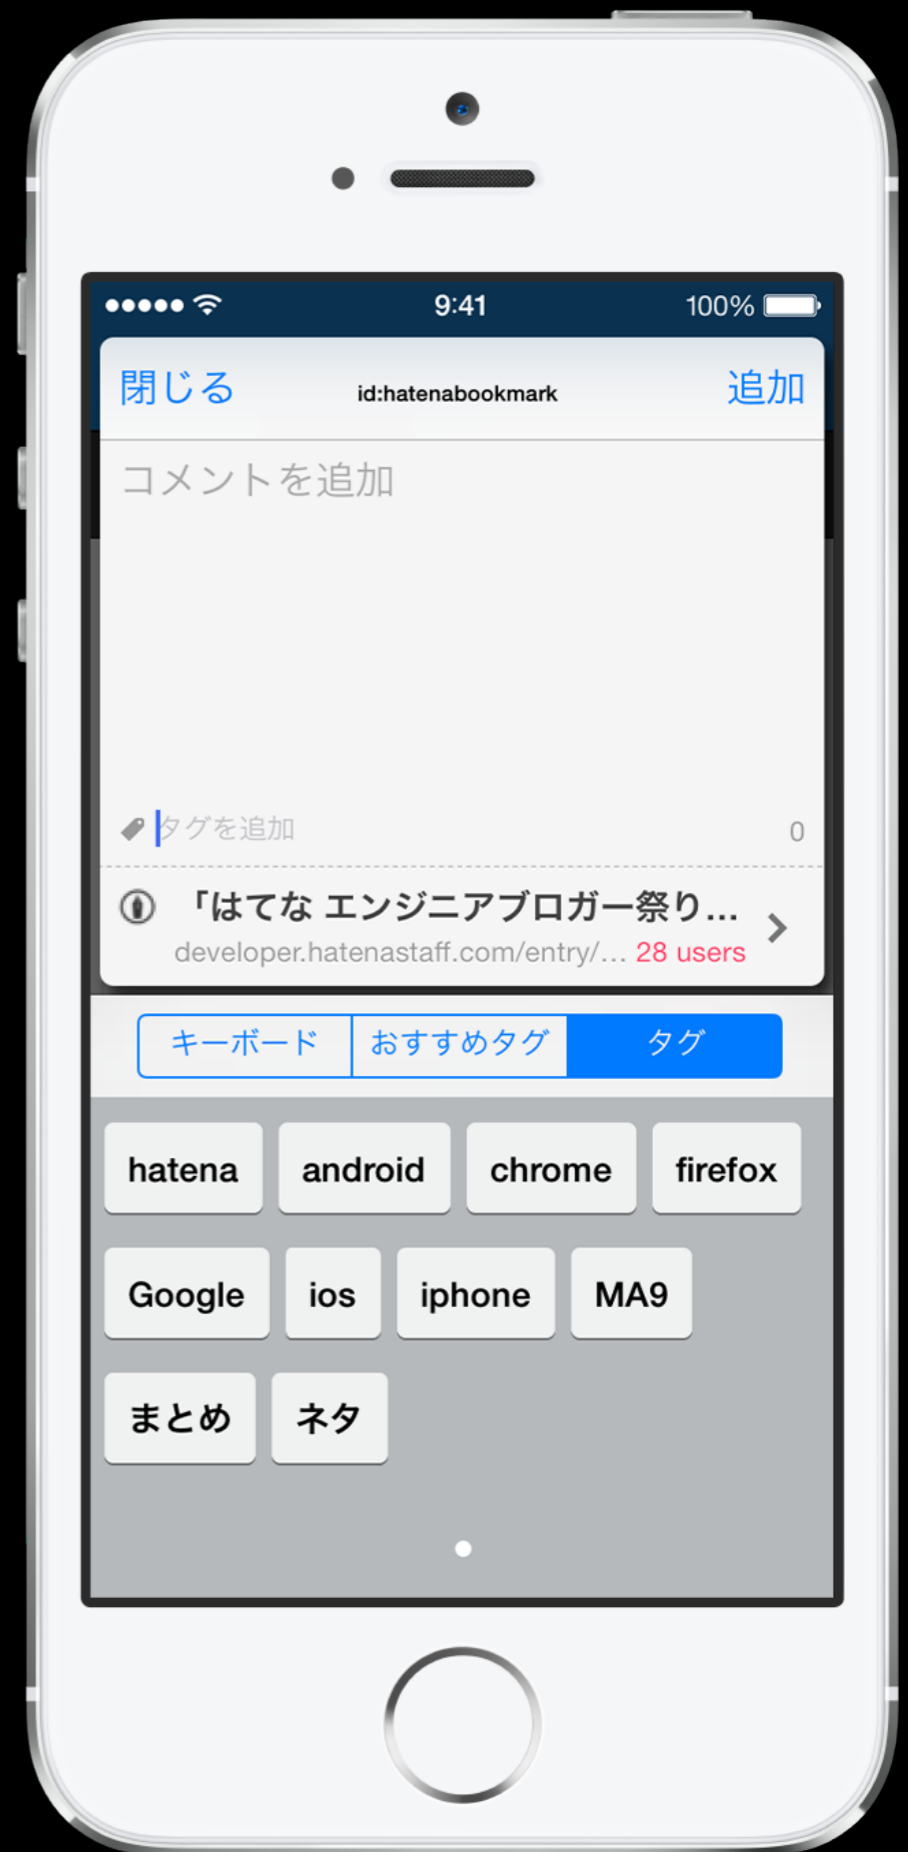 9:41 100%
閉じる id:hatenabookmark 追加
コメントを追加
タグを追加 0
「はてな エンジニアブロガー祭り...
developer.hatenastaff.com/entry/... 28 users
キーボード おすすめタグ タグ
hatena android chrome firefox
Google ios iphone MA9
まとめ ネタ